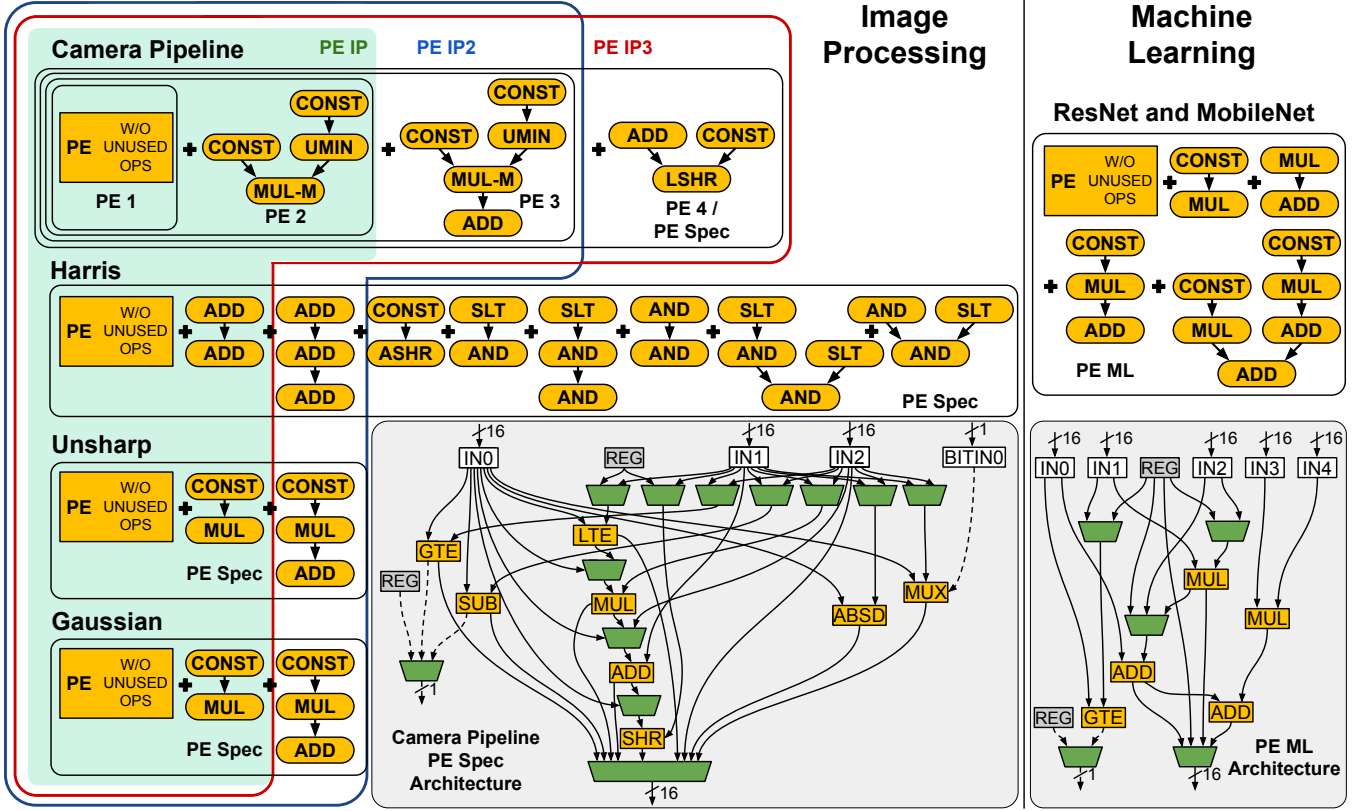 Image
Processing
Machine
Learning
Camera Pipeline
PE IP
PE IP2
PE IP3
PE
W/O
UNUSED
OPS
PE 1
CONST
CONST
UMIN
MUL-M
PE 2
CONST
CONST
UMIN
MUL-M
ADD
PE 3
ADD
CONST
LSHR
PE 4 /
PE Spec
Harris
PE
W/O
UNUSED
OPS
ADD
ADD
ADD
ADD
ADD
CONST
ASHR
SLT
AND
SLT
AND
AND
AND
AND
SLT
AND
SLT
AND
AND
SLT
AND
PE Spec
Unsharp
PE
W/O
UNUSED
OPS
CONST
MUL
CONST
MUL
ADD
PE Spec
Gaussian
PE
W/O
UNUSED
OPS
CONST
MUL
CONST
MUL
ADD
PE Spec
16
16
16
1
IN0
REG
IN1
IN2
BITIN0
LTE
GTE
REG
SUB
MUL
ABSD
MUX
ADD
SHR
1
16
Camera Pipeline
PE Spec
Architecture
ResNet and MobileNet
PE
W/O
UNUSED
OPS
CONST
MUL
MUL
ADD
CONST
MUL
ADD
CONST
MUL
CONST
MUL
ADD
ADD
PE ML
16
16
16
16
16
IN0
IN1
REG
IN2
IN3
IN4
MUL
MUL
ADD
REG
GTE
ADD
1
16
PE ML
Architecture